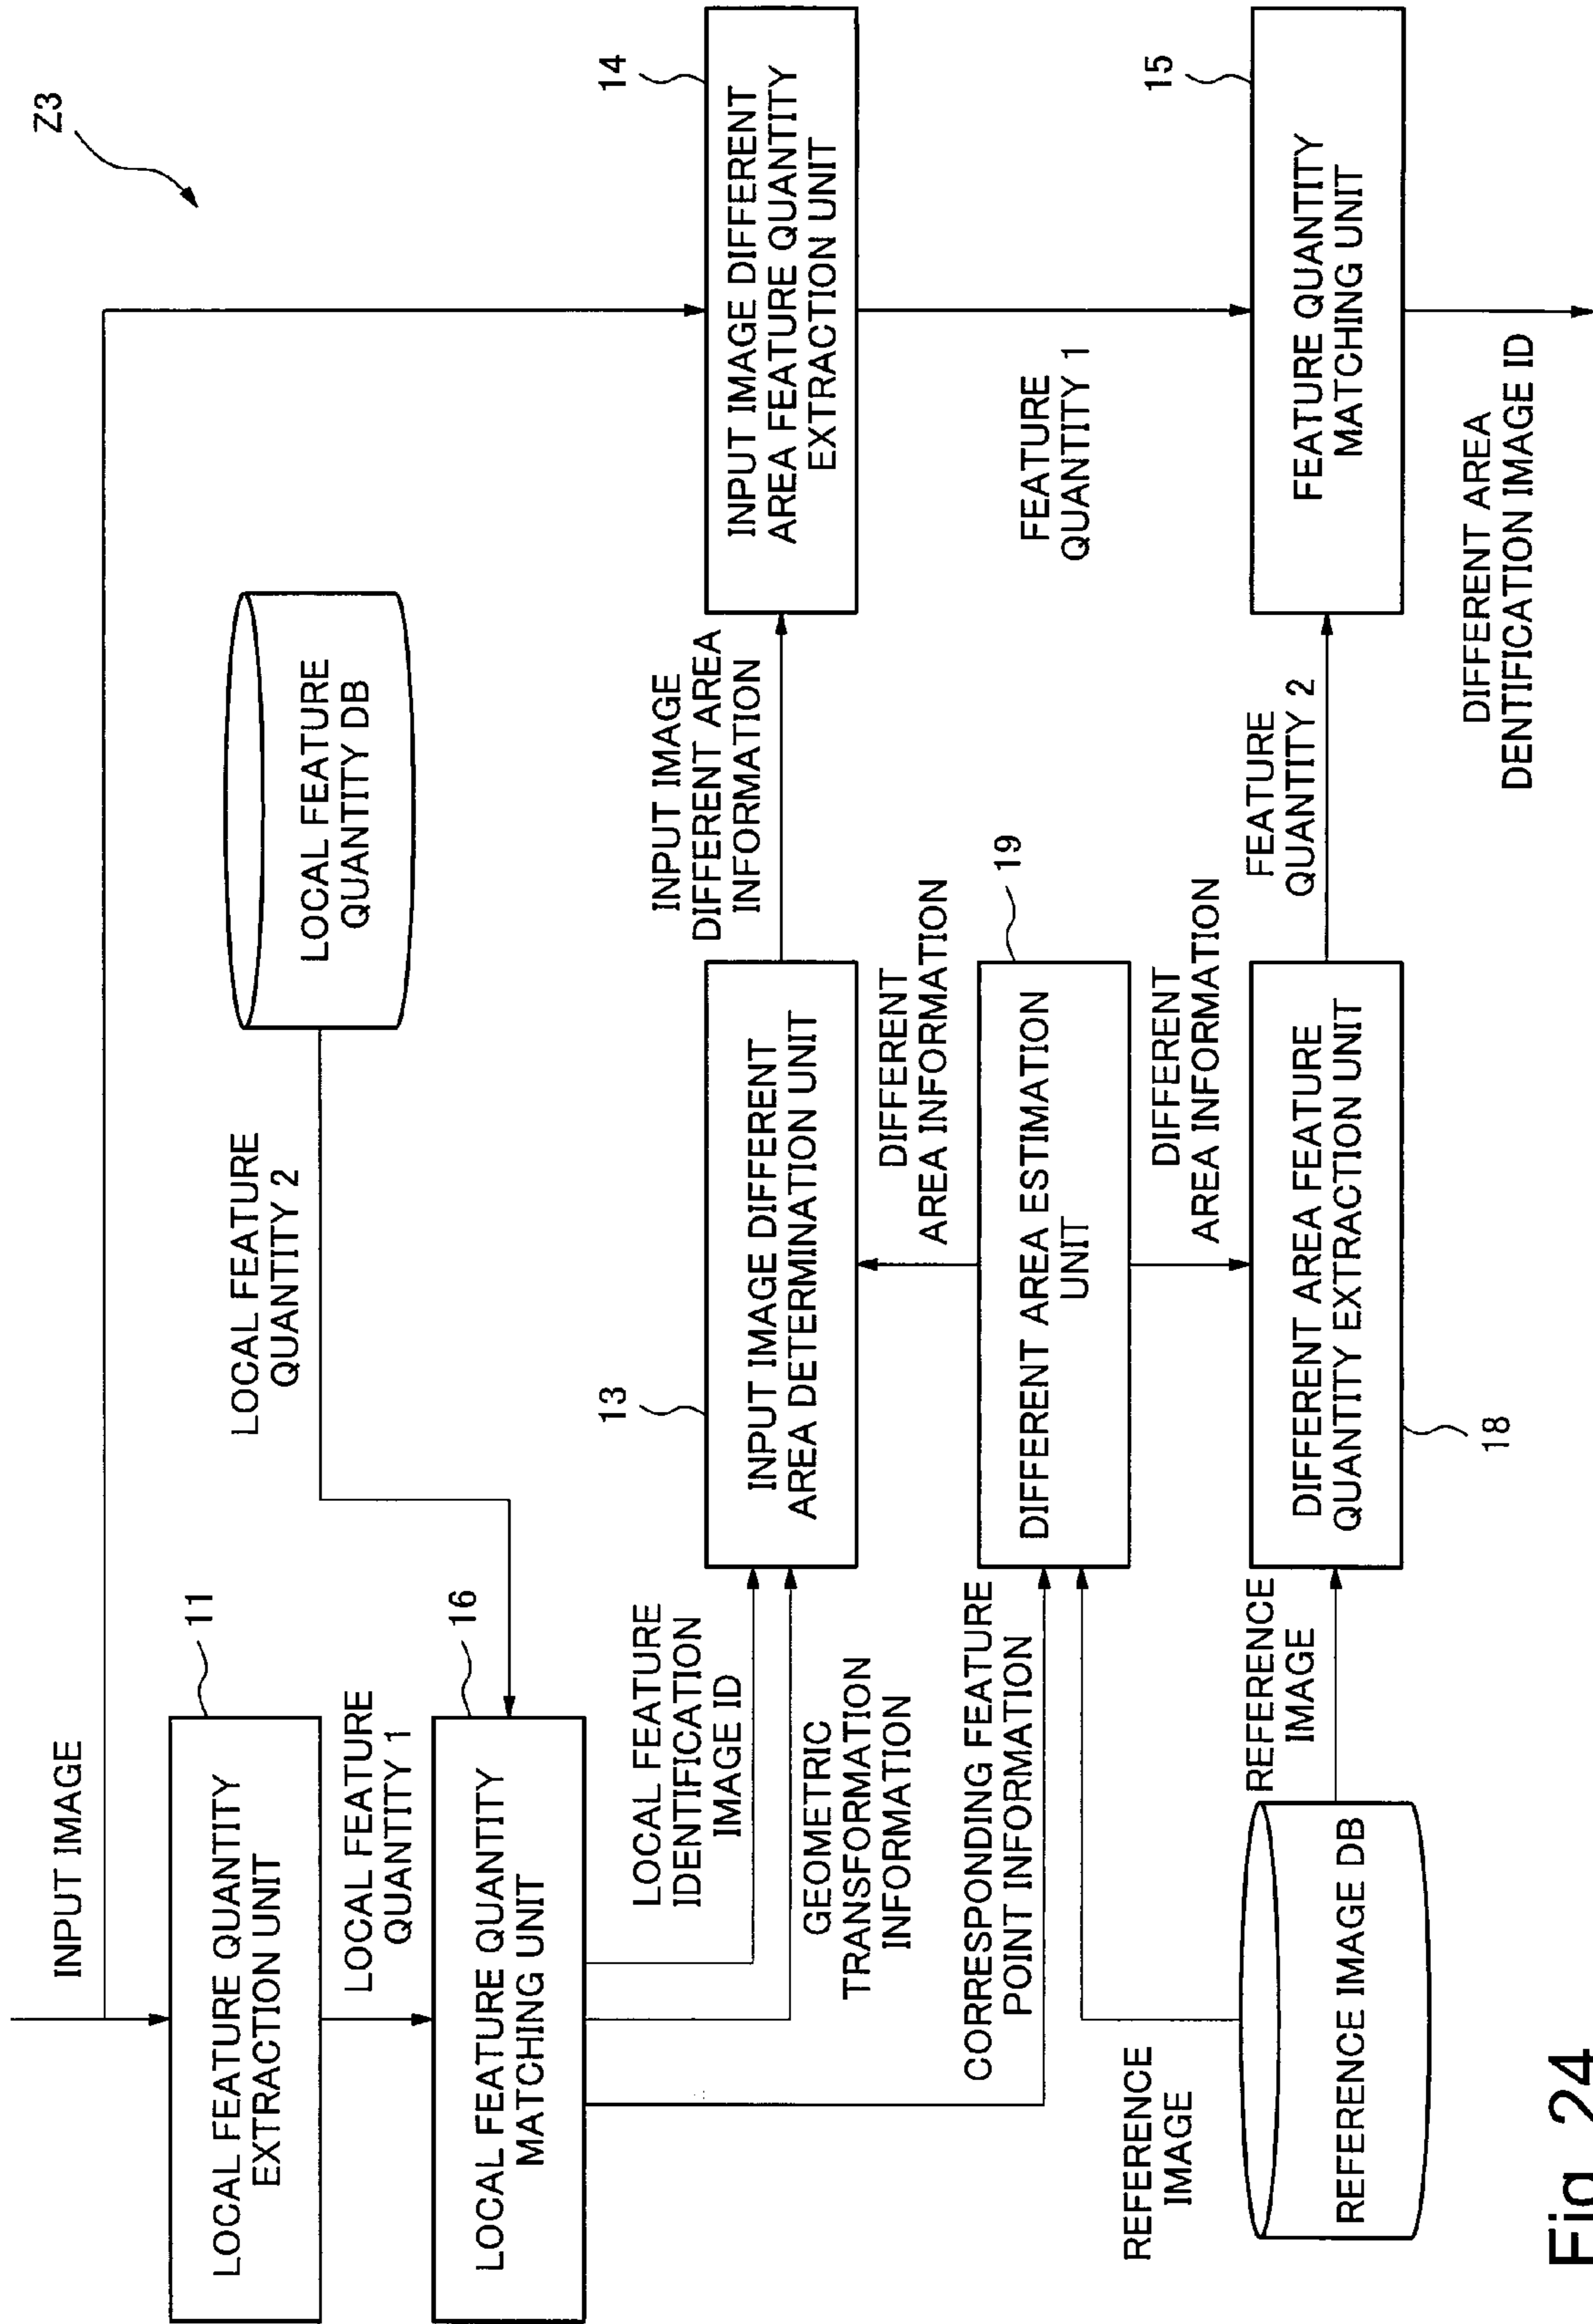 Z3
INPUT IMAGE
LOCAL FEATURE QUANTITY
EXTRACTION UNIT
11
LOCAL FEATURE
QUANTITY 1
LOCAL FEATURE QUANTITY
MATCHING UNIT
16
LOCAL FEATURE
QUANTITY 2
LOCAL FEATURE
QUANTITY DB
LOCAL FEATURE
IDENTIFICATION
IMAGE ID
GEOMETRIC
TRANSFORMATION
INFORMATION
13
INPUT IMAGE DIFFERENT
AREA DETERMINATION UNIT
INPUT IMAGE
DIFFERENT AREA
INFORMATION
14
INPUT IMAGE DIFFERENT
AREA FEATURE QUANTITY
EXTRACTION UNIT
DIFFERENT
AREA INFORMATION
CORRESPONDING FEATURE
POINT INFORMATION
DIFFERENT AREA ESTIMATION
UNIT
19
FEATURE
QUANTITY 1
REFERENCE
IMAGE
DIFFERENT
AREA INFORMATION
REFERENCE IMAGE DB
REFERENCE
IMAGE
DIFFERENT AREA FEATURE
QUANTITY EXTRACTION UNIT
18
FEATURE
QUANTITY 2
15
FEATURE QUANTITY
MATCHING UNIT
DIFFERENT AREA
DENTIFICATION IMAGE ID
Fig. 24